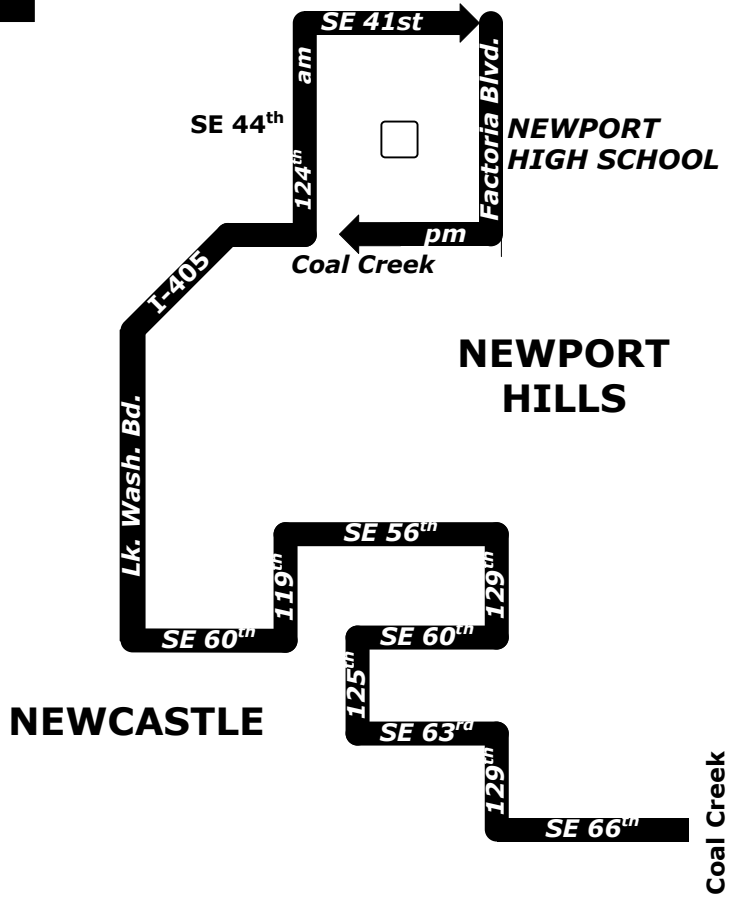 SE 41st
am
Factoria Blvd.
SE 44th
NEWPORT
HIGH SCHOOL
124th
pm
Coal Creek
I-405
NEWPORT
HILLS
Lk. Wash. Bd.
SE 56th
119th
129th
SE 60th
SE 60th
125th
NEWCASTLE
SE 63rd
129th
Coal Creek
SE 66th